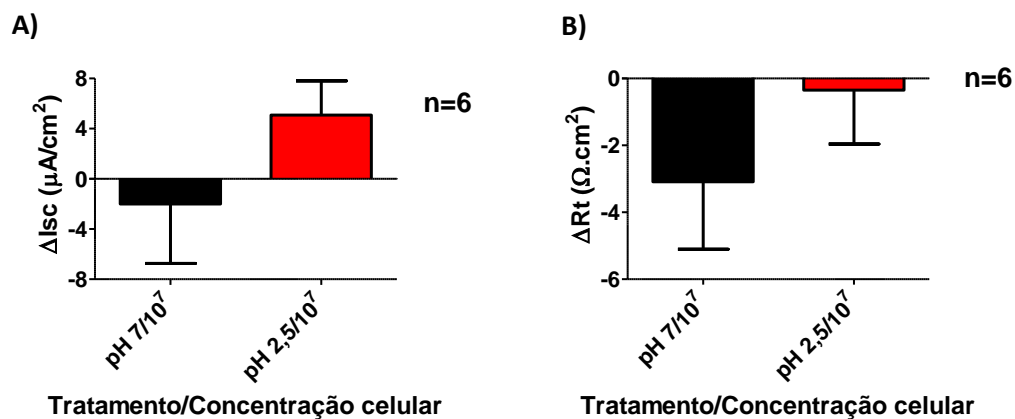 A)
8
4
0
-4
-8
ΔIsc (µA/cm²)
n=6
pH 7/10⁷
pH 2,5/10⁷
Tratamento/Concentração celular
B)
0
-2
-4
-6
ΔRt (Ω.cm²)
n=6
pH 7/10⁷
pH 2,5/10⁷
Tratamento/Concentração celular